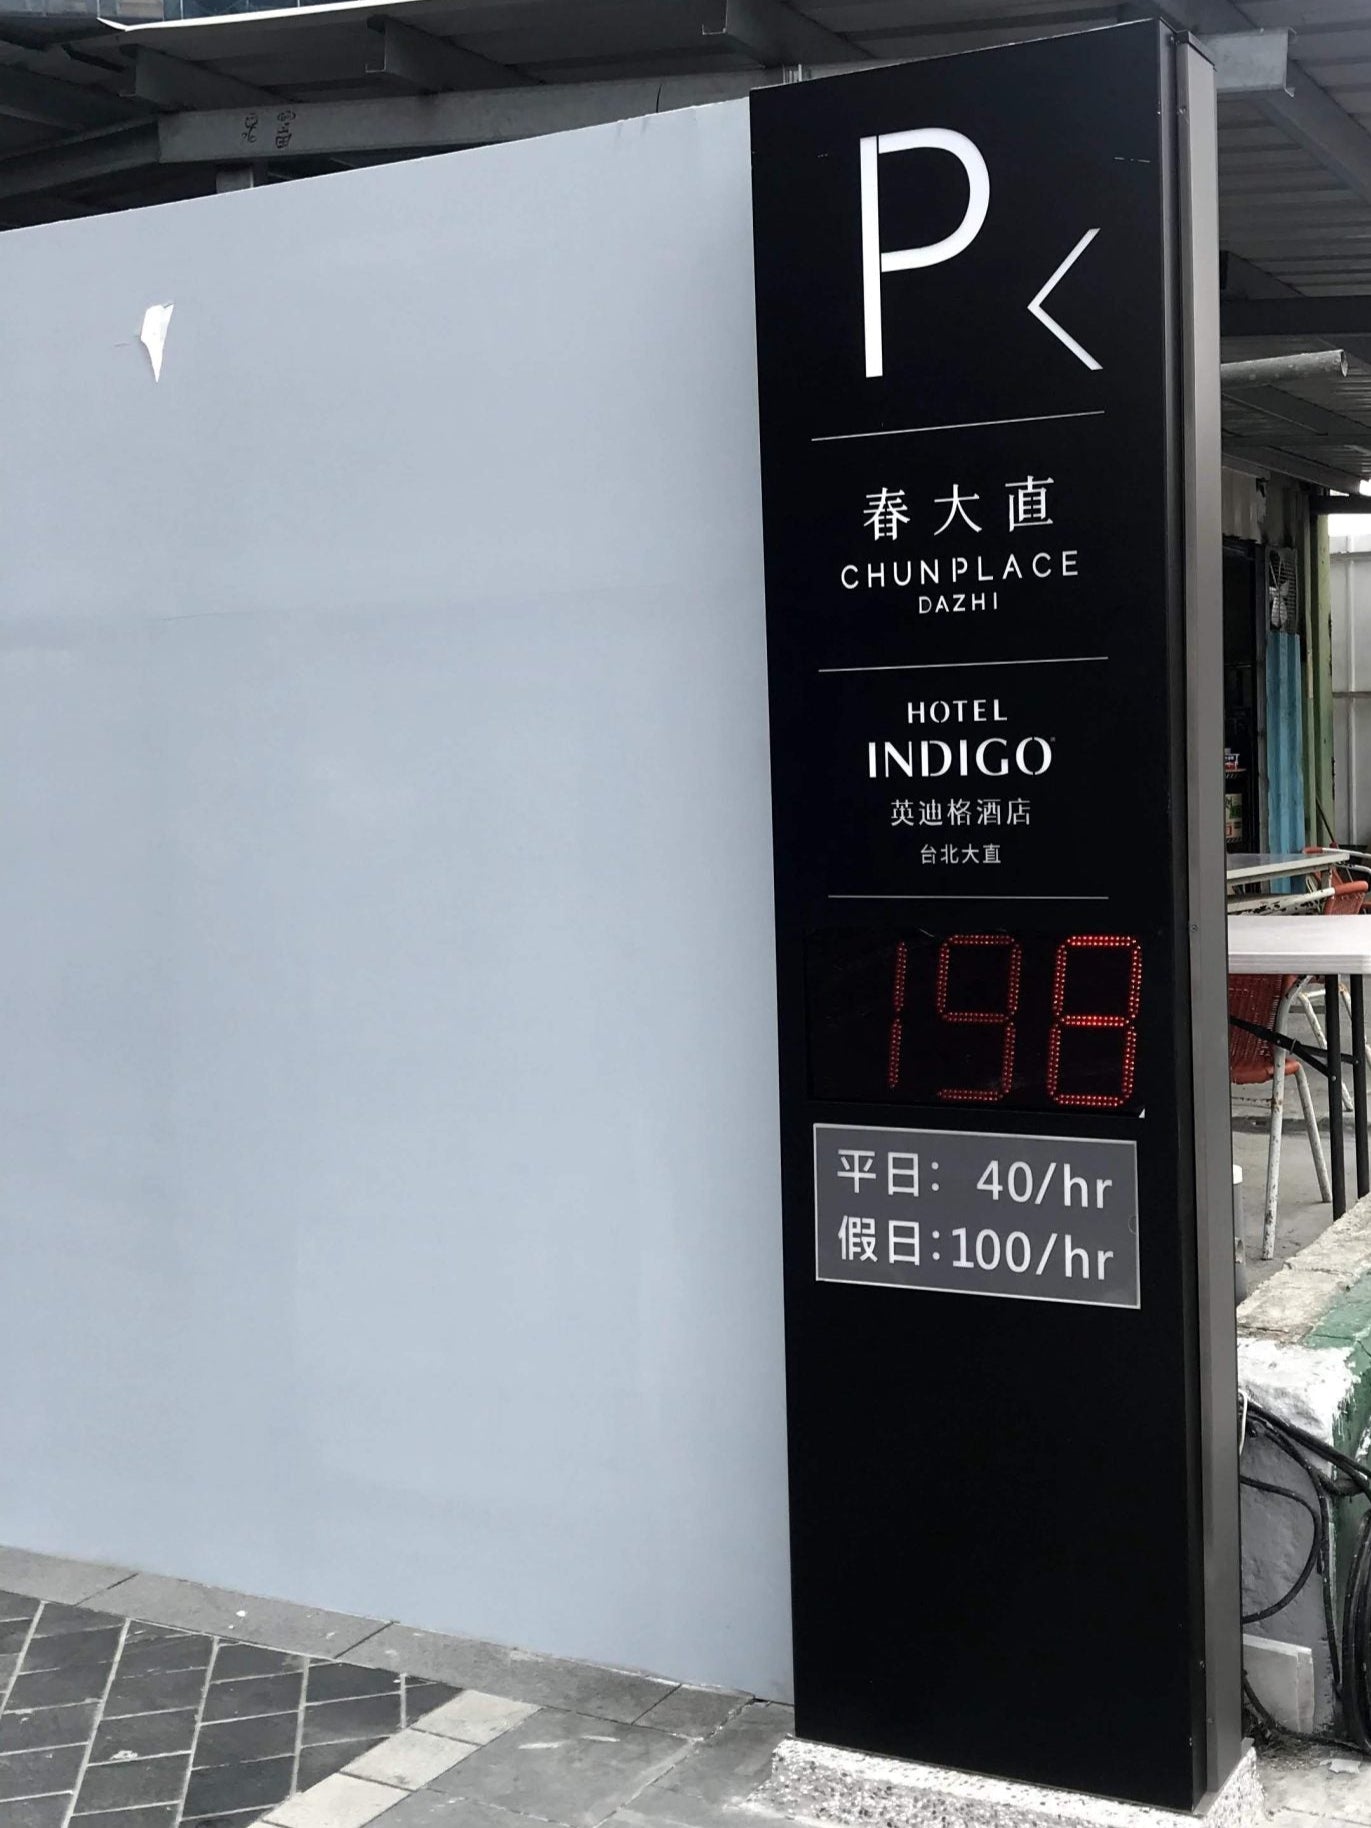 P<
春大直
CHUNPLACE
DAZHI
HOTEL
INDIGO
英迪格酒店
台北大直
198
平日: 40/hr
假日:100/hr